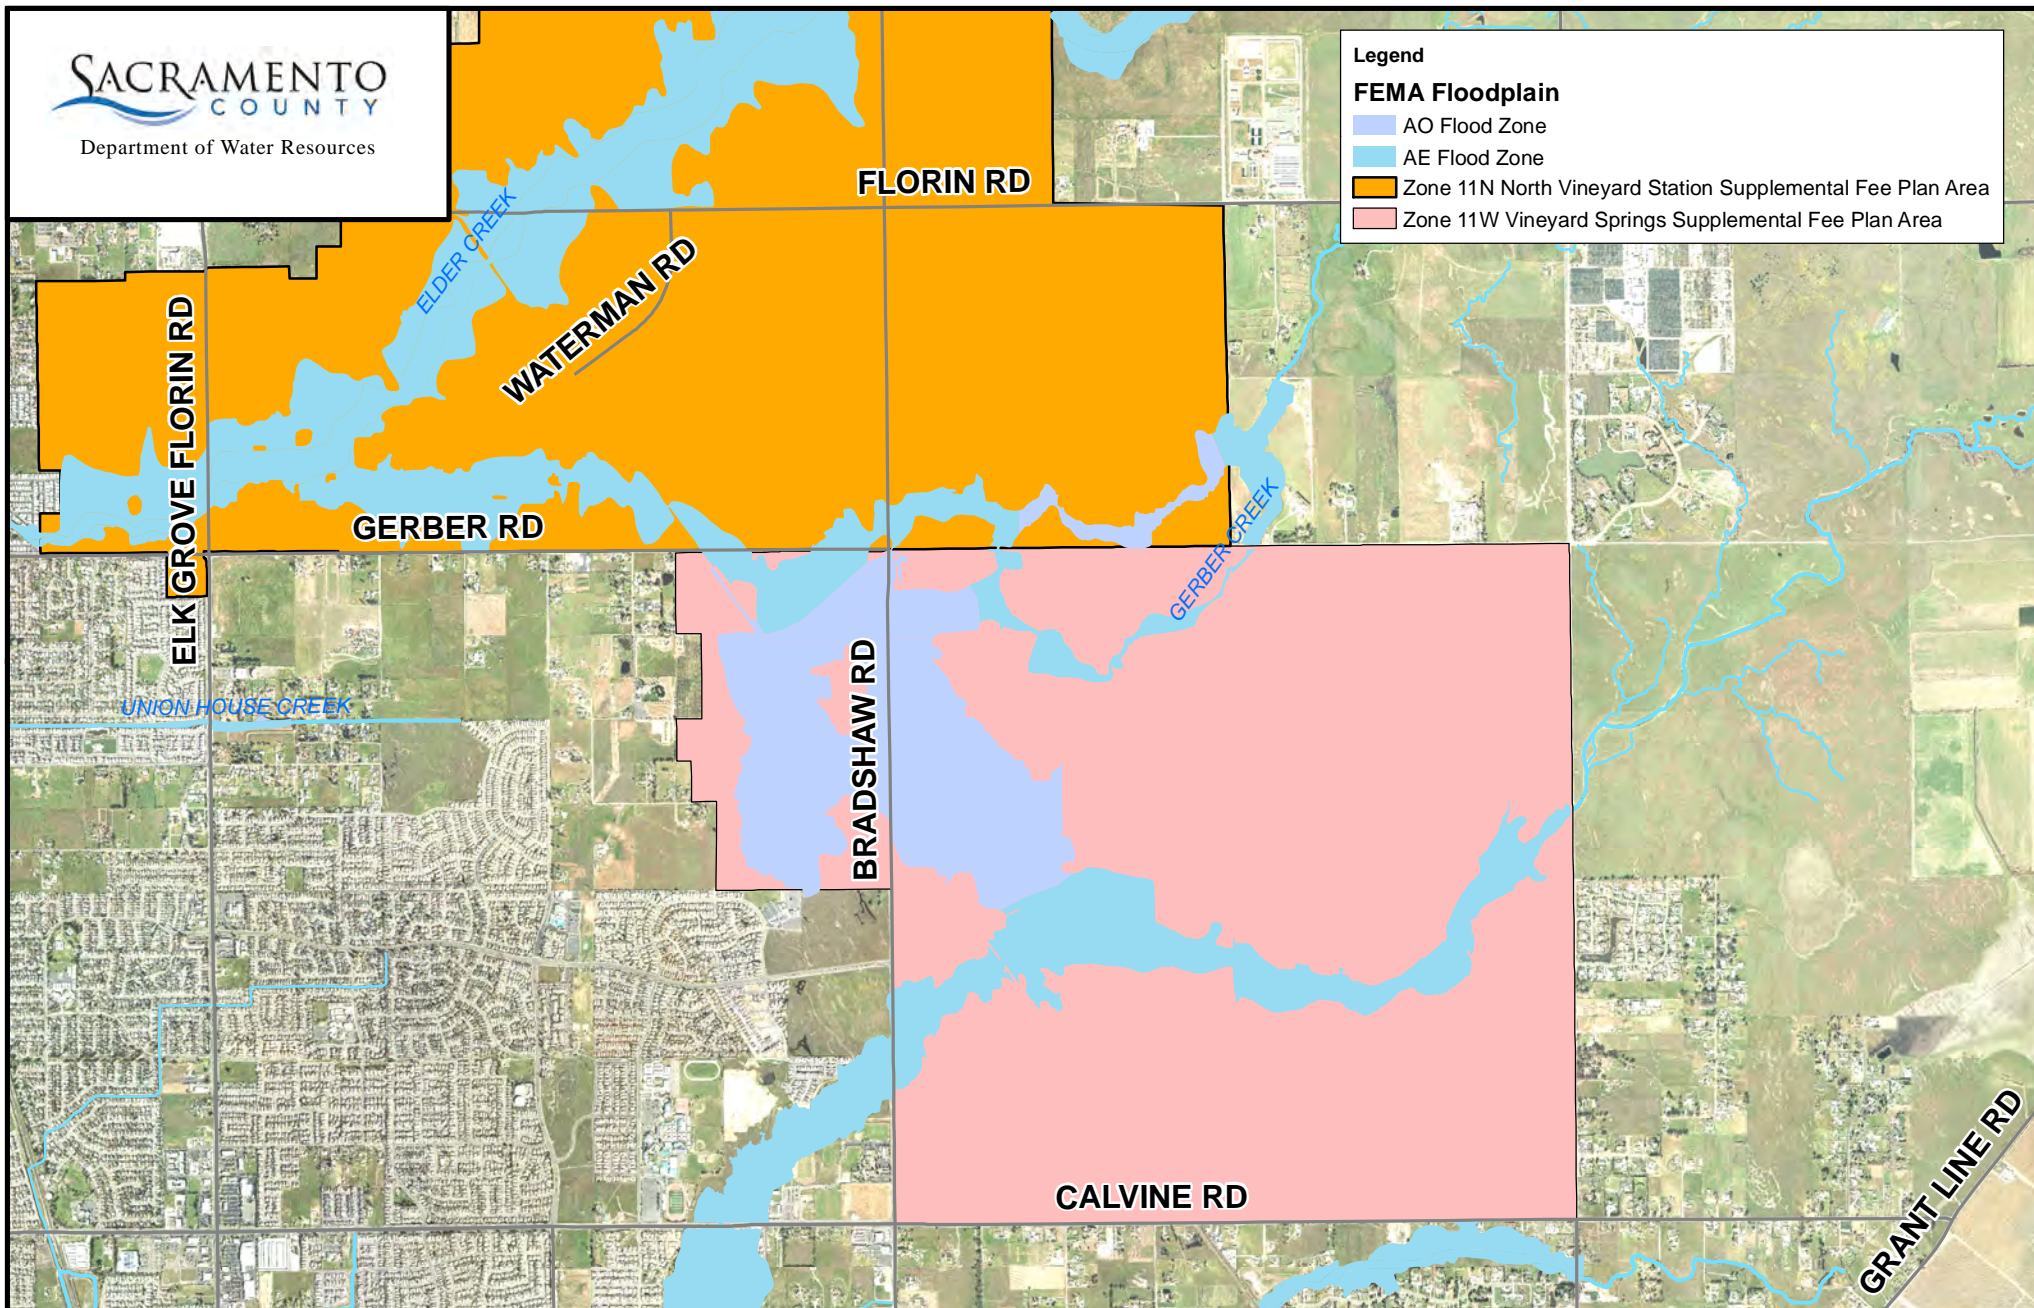 SACRAMENTO
COUNTY
Department of Water Resources
Legend
FEMA Floodplain
AO Flood Zone
AE Flood Zone
Zone 11N North Vineyard Station Supplemental Fee Plan Area
Zone 11W Vineyard Springs Supplemental Fee Plan Area
FLORIN RD
ELDER CREEK
WATERMAN RD
ELK GROVE FLORIN RD
GERBER RD
GERBER CREEK
UNION HOUSE CREEK
BRADSHAW RD
CALVINE RD
GRANT LINE RD